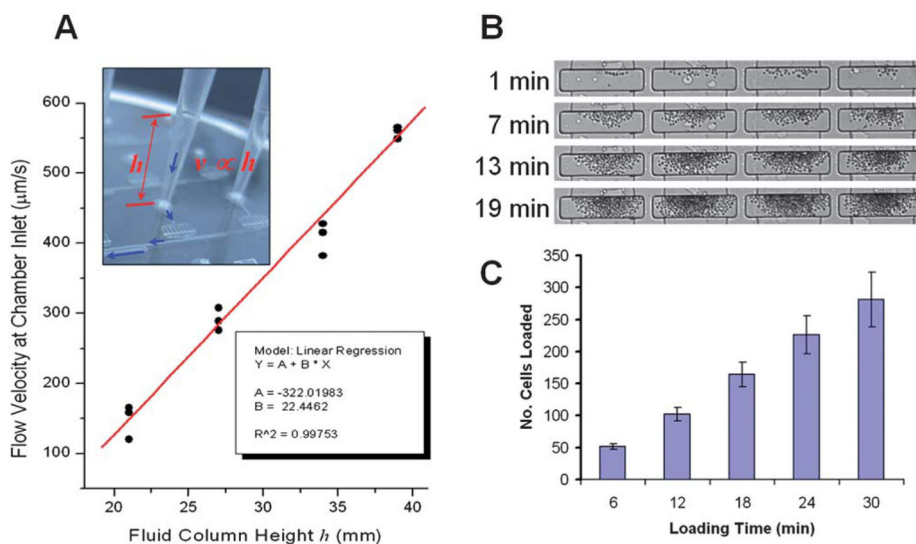 A
Flow Velocity at Chamber Inlet (µm/s)
600
500
400
300
200
100
20
25
30
35
40
Fluid Column Height h (mm)
h
v ∝ h
Model: Linear Regression
Y = A + B * X
A = -322.01983
B = 22.4462
R^2 = 0.99753
B
1 min
7 min
13 min
19 min
C
No. Cells Loaded
350
300
250
200
150
100
50
0
6
12
18
24
30
Loading Time (min)